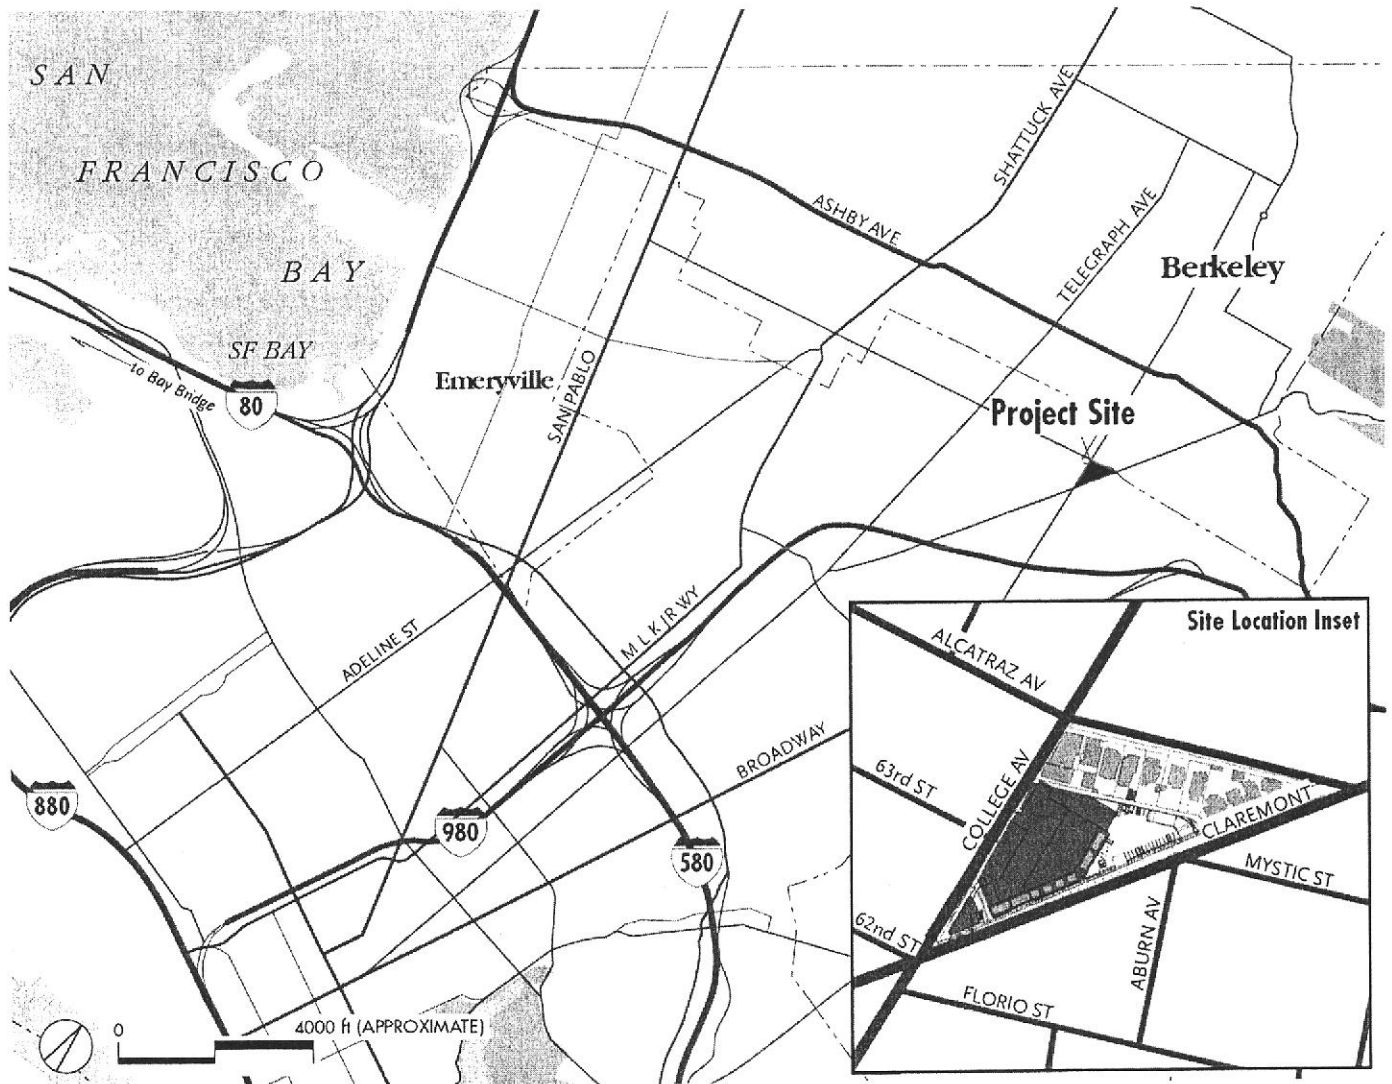 SAN
FRANCISCO
BAY
SF BAY
to Bay Bridge
80
Emeryville
SAN PABLO
ASHBY AVE
SHATTUCK AVE
TELEGRAPH AVE
Berkeley
Project Site
ADELINE ST
M L K JR WY
BROADWAY
880
980
580
0
4000 ft (APPROXIMATE)
Site Location Inset
ALCATRAZ AV
63rd ST
COLLEGE AV
CLAREMONT
MYSTIC ST
62nd ST
ABURN AV
FLORIO ST